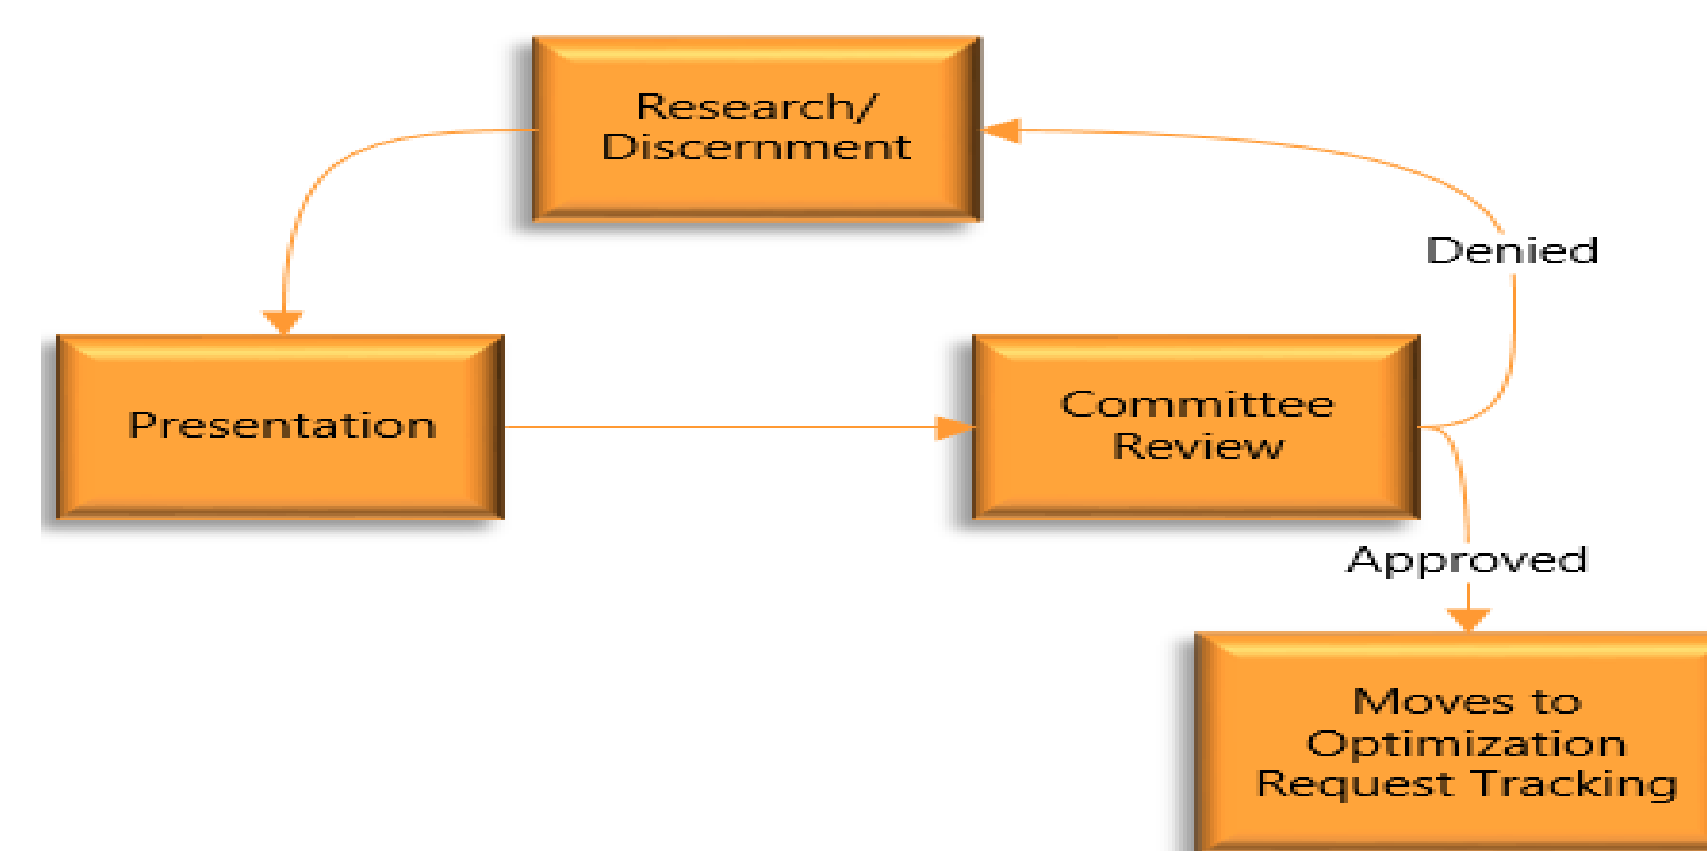 Research/
Discernment
Denied
Presentation
Committee
Review
Approved
Moves to
Optimization
Request Tracking